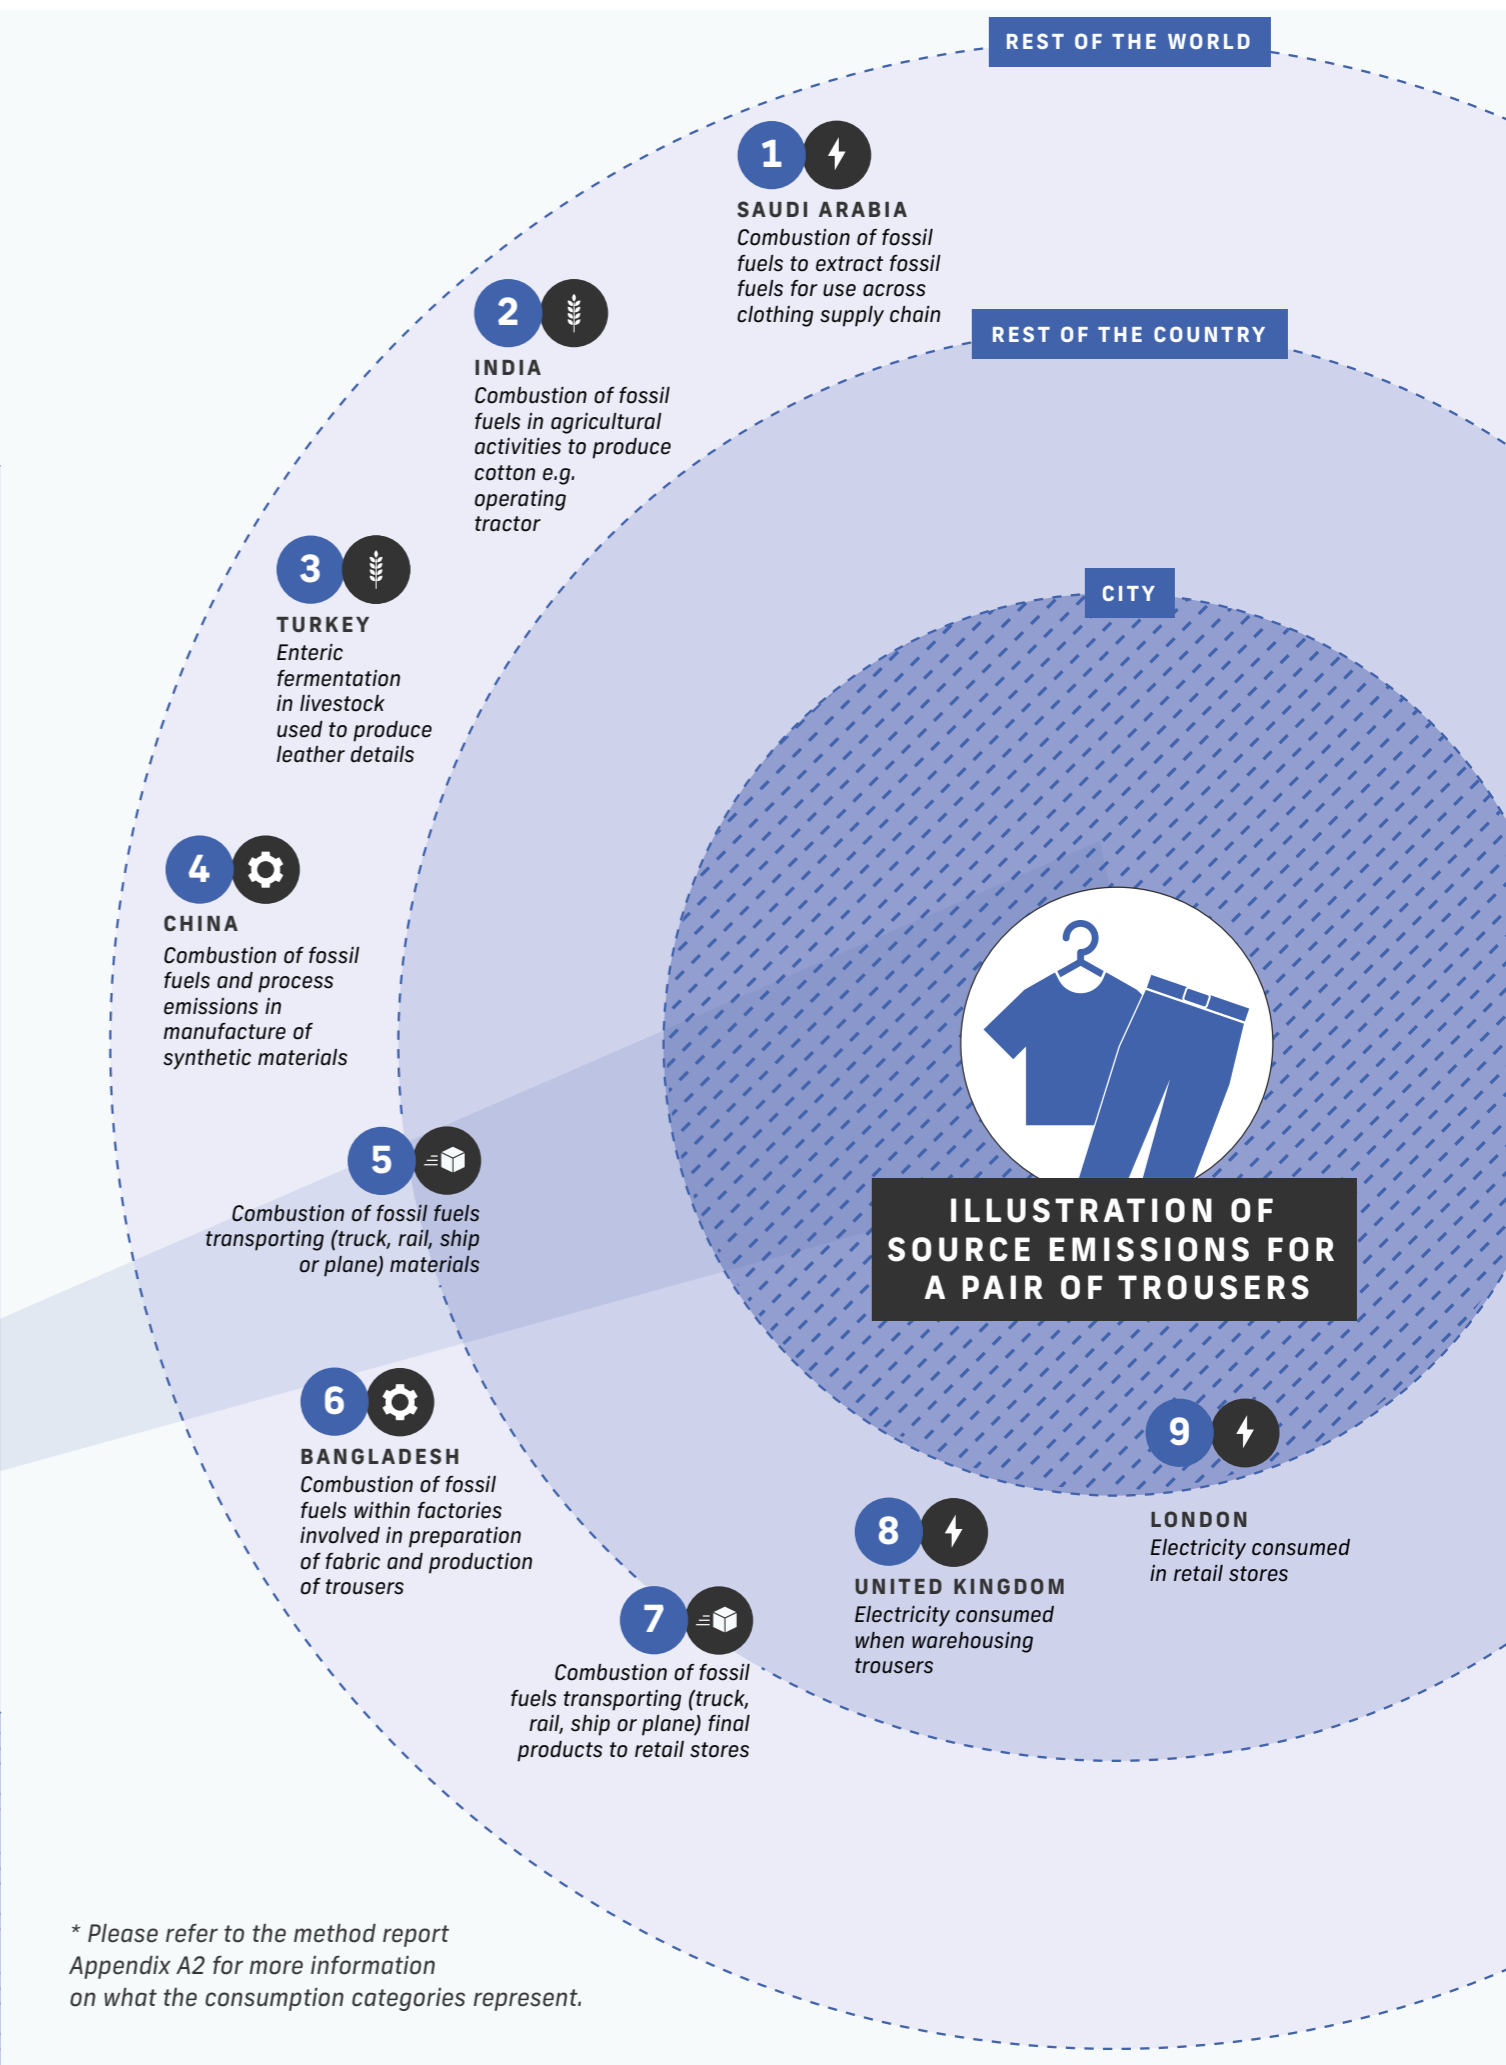 REST OF THE WORLD
1
SAUDI ARABIA
Combustion of fossil
fuels to extract fossil
fuels for use across
clothing supply chain
2
INDIA
Combustion of fossil
fuels in agricultural
activities to produce
cotton e.g.
operating
tractor
REST OF THE COUNTRY
3
TURKEY
Enteric
fermentation
in livestock
used to produce
leather details
CITY
4
CHINA
Combustion of fossil
fuels and process
emissions in
manufacture of
synthetic materials
5
Combustion of fossil fuels
transporting (truck, rail, ship
or plane) materials
ILLUSTRATION OF
SOURCE EMISSIONS FOR
A PAIR OF TROUSERS
6
BANGLADESH
Combustion of fossil
fuels within factories
involved in preparation
of fabric and production
of trousers
7
Combustion of fossil
fuels transporting (truck,
rail, ship or plane) final
products to retail stores
8
UNITED KINGDOM
Electricity consumed
when warehousing
trousers
9
LONDON
Electricity consumed
in retail stores
* Please refer to the method report
Appendix A2 for more information
on what the consumption categories represent.